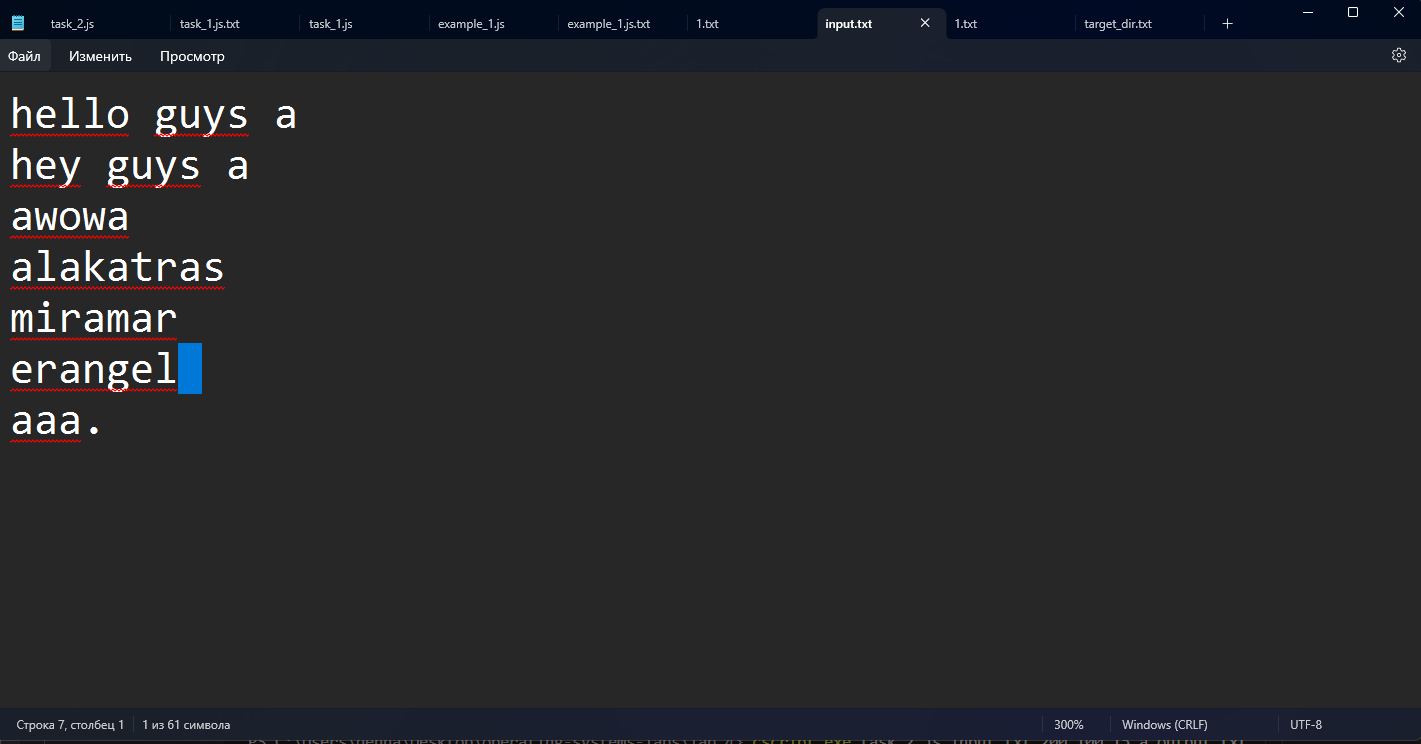 task_2.js task_1.js.txt task_1.js example_1.js example_1.js.txt 1.txt input.txt 1.txt target_dir.txt
Файл Изменить Просмотр
hello guys a
hey guys a
awowa
alakatras
miramar
erangel
aaa.
Строка 7, столбец 1 1 из 61 символа 300% Windows (CRLF) UTF-8